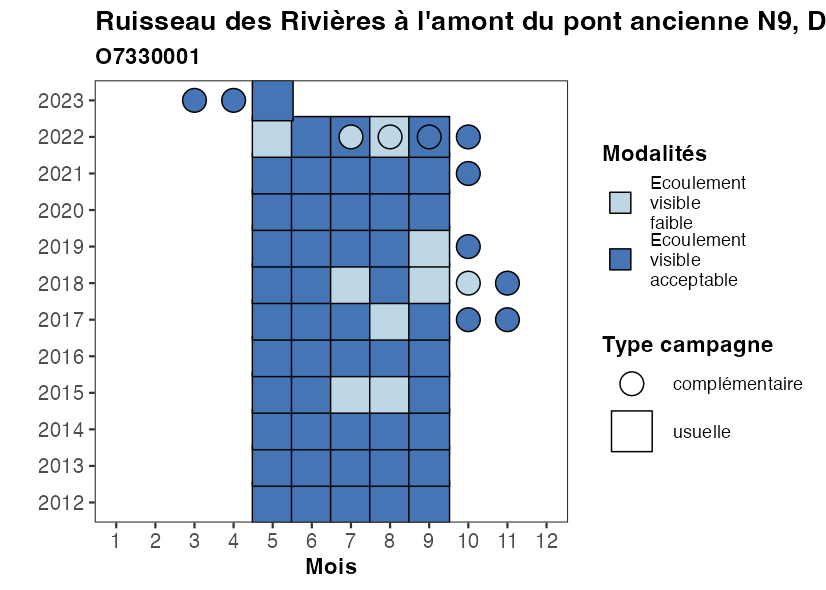 Ruisseau des Rivières à l'amont du pont ancienne N9, D
O7330001
2023
2022
2021
2020
2019
2018
2017
2016
2015
2014
2013
2012
1 2 3 4 5 6 7 8 9 10 11 12
Mois
Modalités
Ecoulement
visible
faible
Ecoulement
visible
acceptable
Type campagne
complémentaire
usuelle